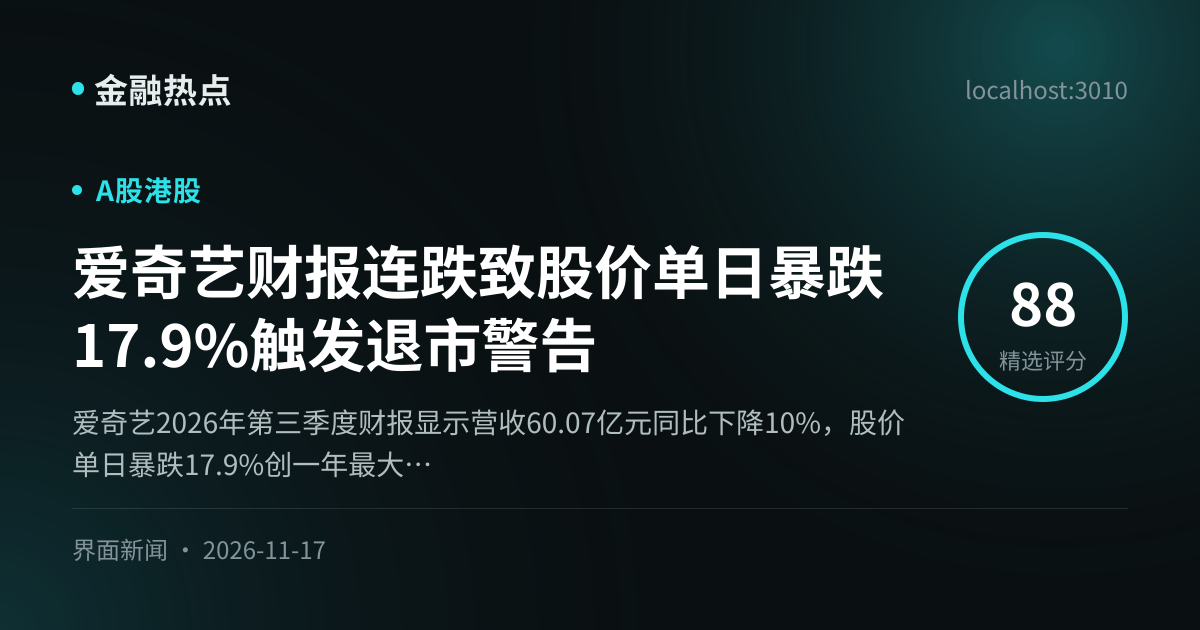 金融热点
localhost:3010
A股港股
爱奇艺财报连跌致股价单日暴跌
17.9%触发退市警告
88
精选评分
爱奇艺2026年第三季度财报显示营收60.07亿元同比下降10%，股价
单日暴跌17.9%创一年最大…
界面新闻 · 2026-11-17